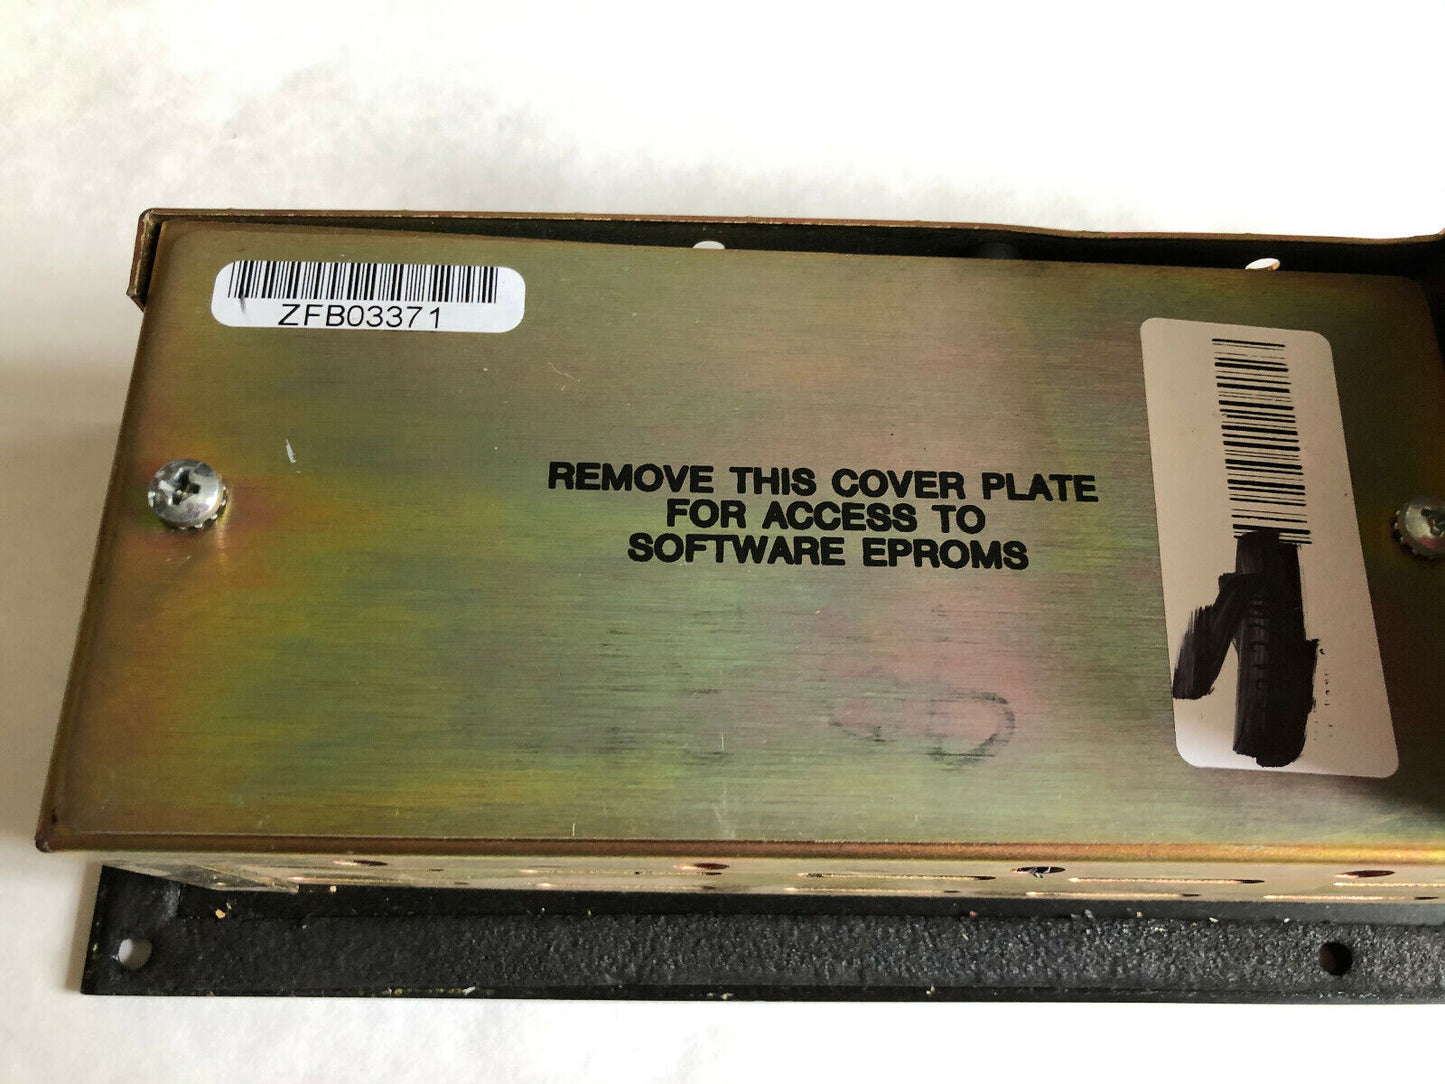 ZFB03371
REMOVE THIS COVER PLATE
FOR ACCESS TO
SOFTWARE EPROMS